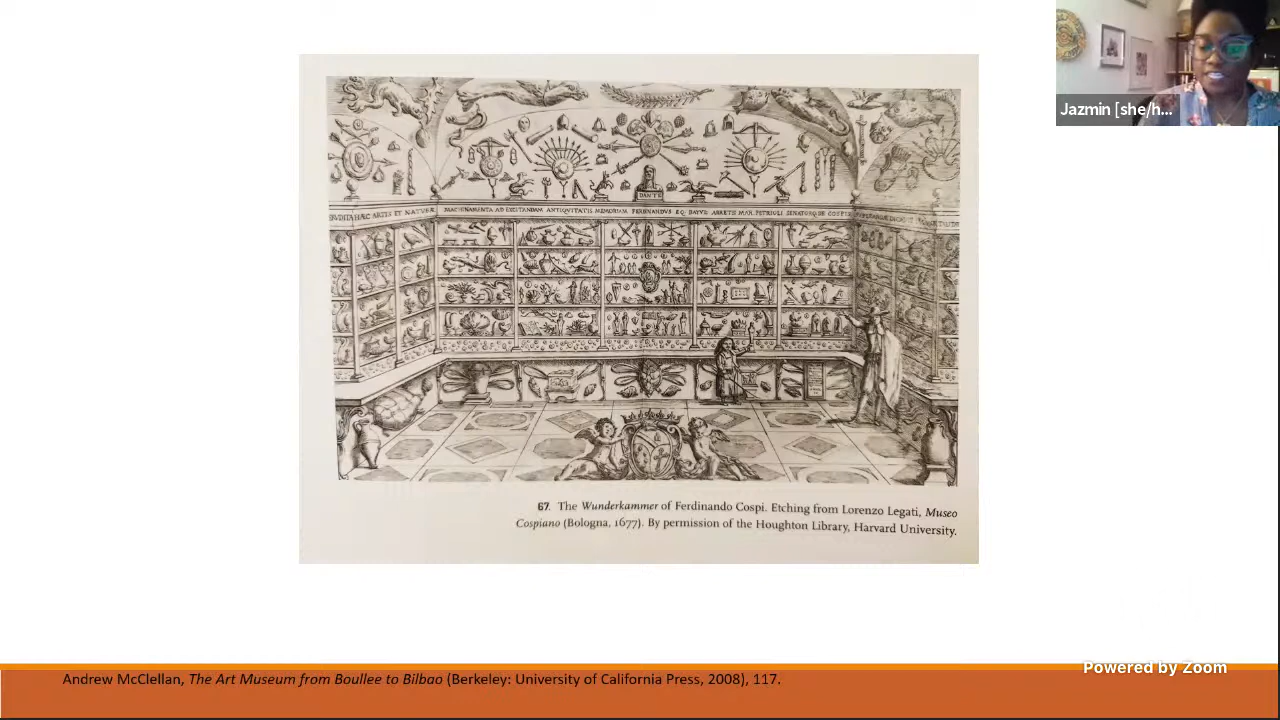 Jazmin [she/h...
DANTE
67. The Wunderkammer of Ferdinando Cospi. Etching from Lorenzo Legati, Museo
Cospiano (Bologna, 1677). By permission of the Houghton Library, Harvard University.
Powered by Zoom
Andrew McClellan, The Art Museum from Boullee to Bilbao (Berkeley: University of California Press, 2008), 117.